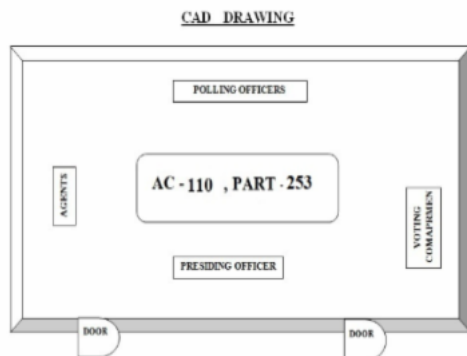 CAD DRAWING
POLLING OFFICERS
AGENTS
AC - 110 , PART - 253
VOTING
COMAPRMEN
PRESIDING OFFICER
DOOR
DOOR